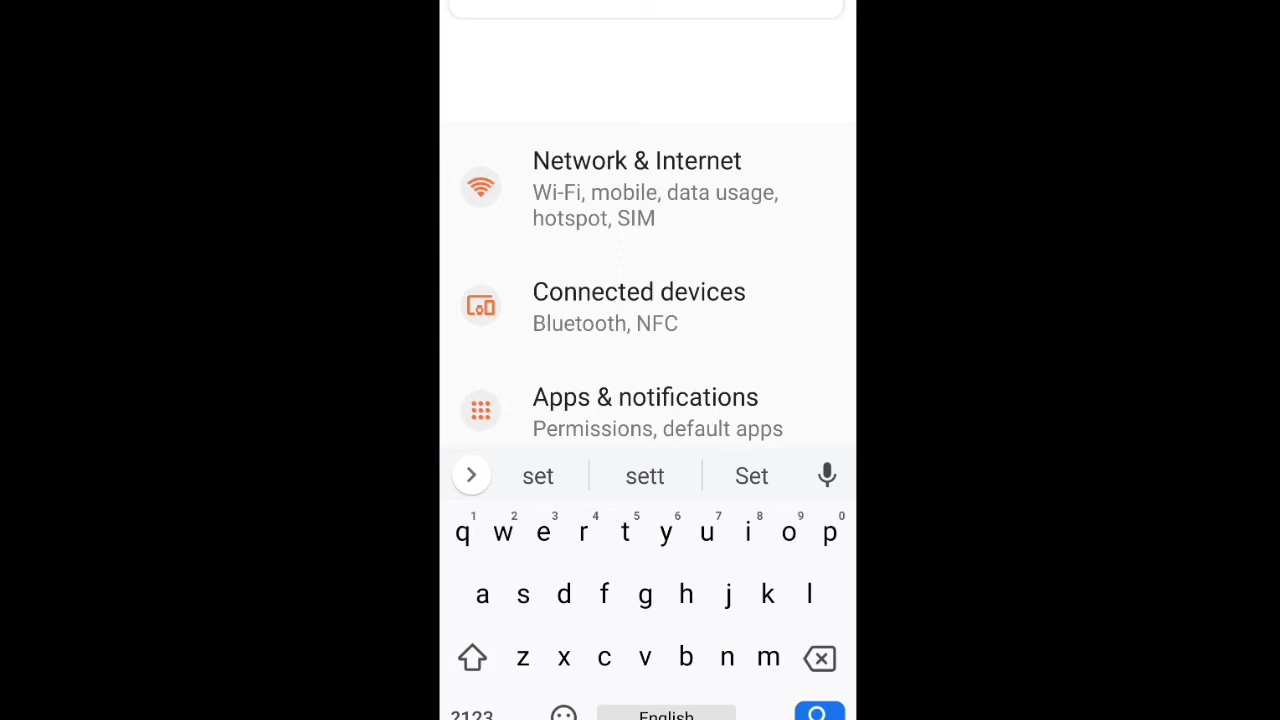 Network & Internet
Wi-Fi, mobile, data usage,
hotspot, SIM
Connected devices
Bluetooth, NFC
Apps & notifications
Permissions, default apps
set sett Set
1 2 3 4 5 6 7 8 9 0
q w e r t y u i o p
a s d f g h j k l
z x c v b n m
?123 English